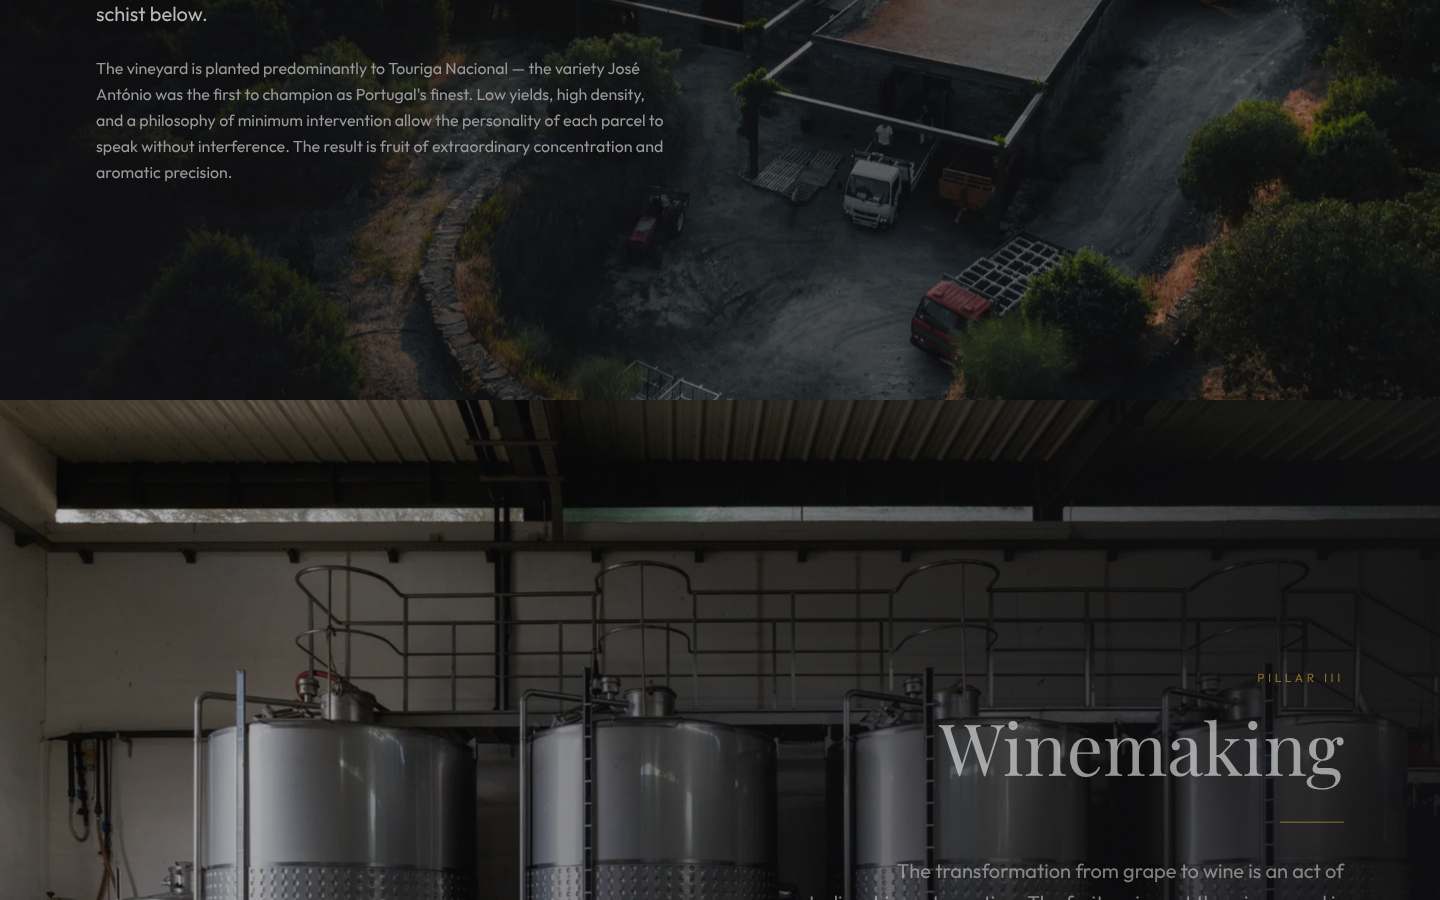 schist below.
The vineyard is planted predominantly to Touriga Nacional — the variety José
António was the first to champion as Portugal's finest. Low yields, high density,
and a philosophy of minimum intervention allow the personality of each parcel to
speak without interference. The result is fruit of extraordinary concentration and
aromatic precision.
PILLAR III
Winemaking
The transformation from grape to wine is an act of